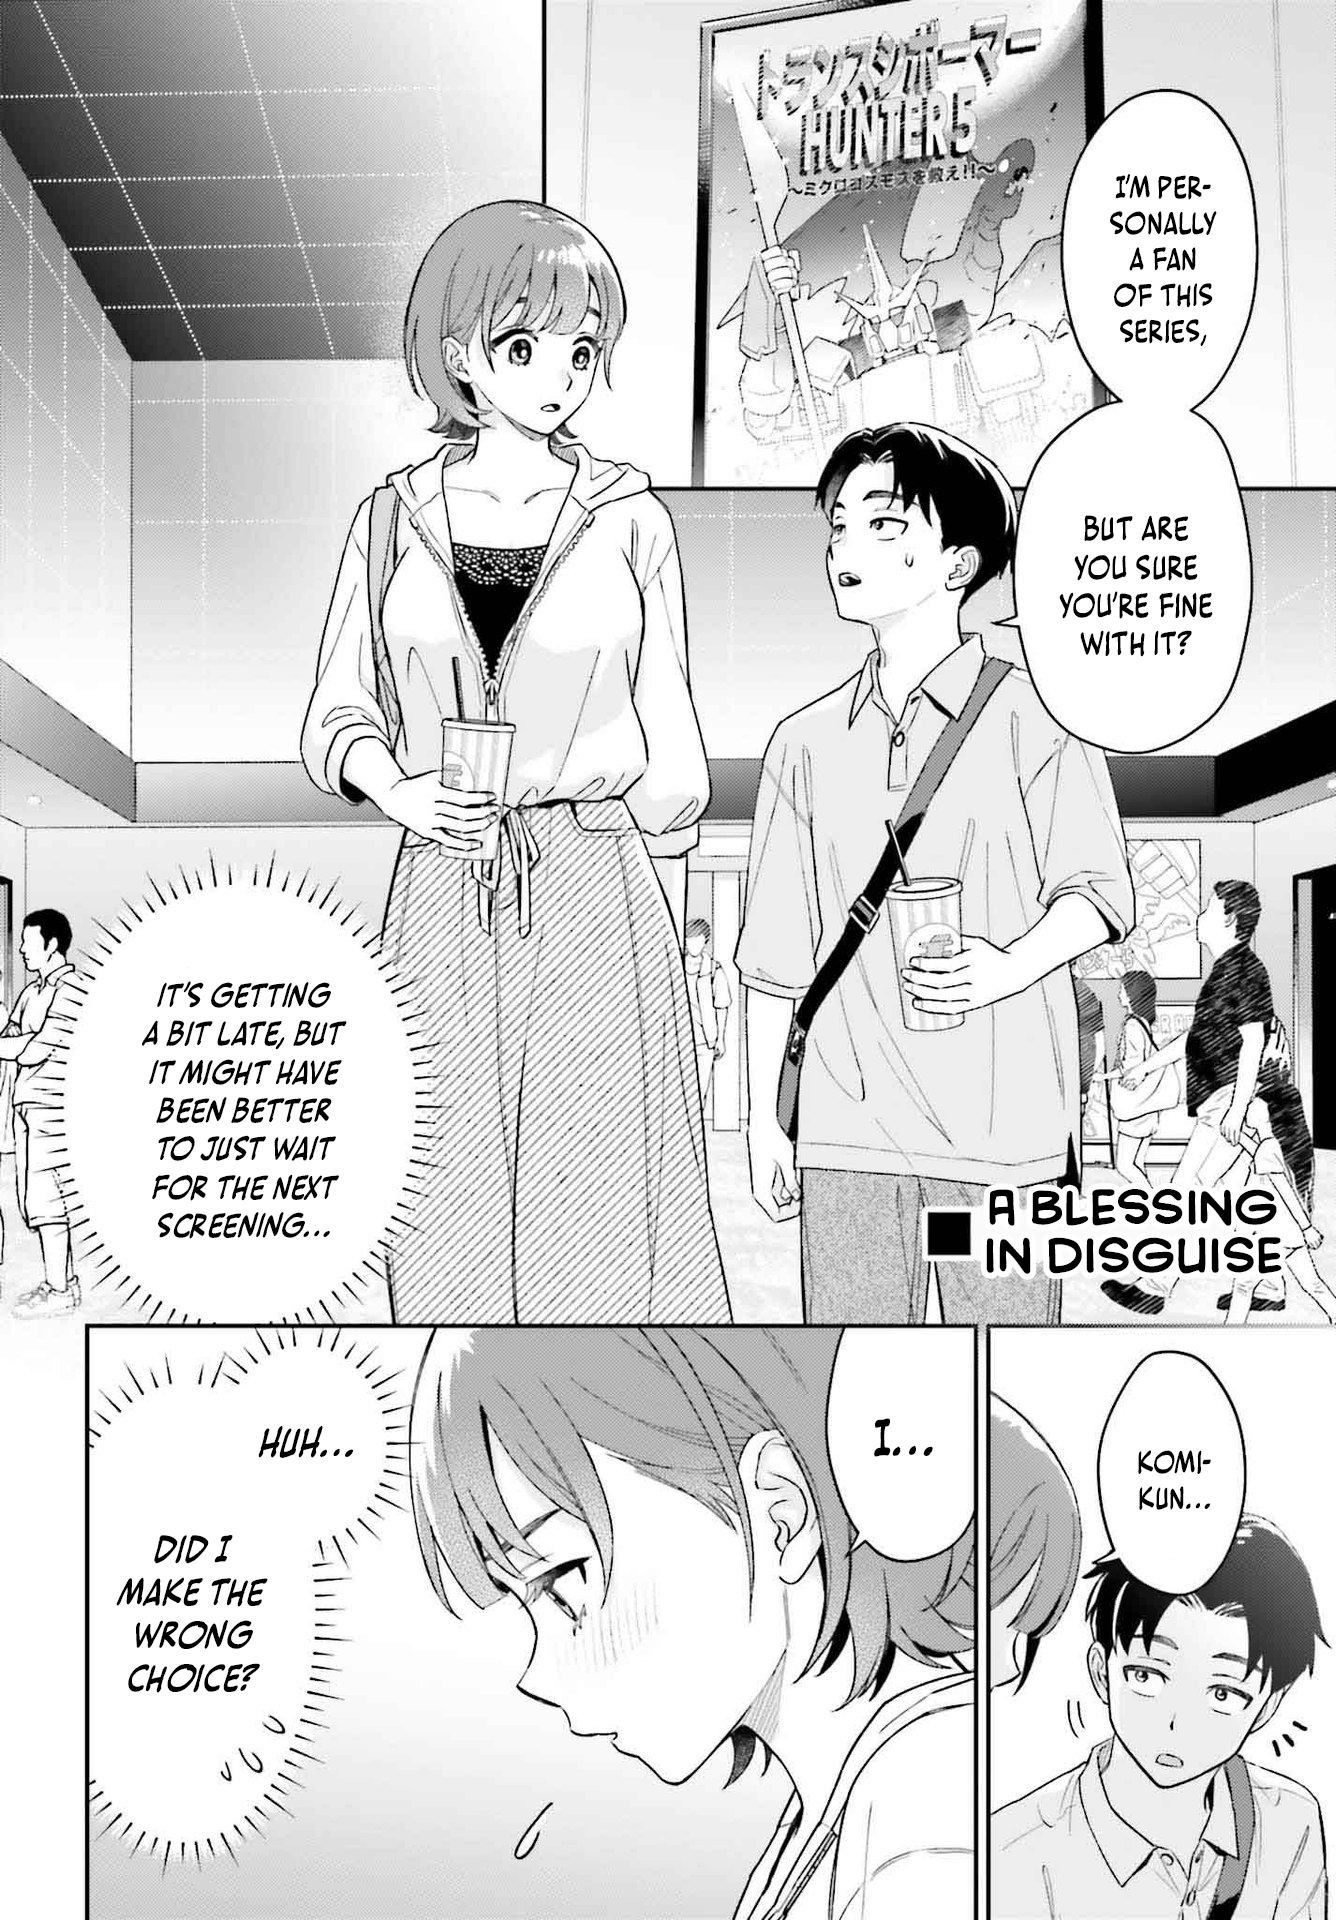 トランスシボーマー
HUNTER5
～ミクロコスモスを救え!!～
I'M PER-
SONALLY
A FAN
OF THIS
SERIES,
BUT ARE
YOU SURE
YOU'RE FINE
WITH IT?
IT'S GETTING
A BIT LATE, BUT
IT MIGHT HAVE
BEEN BETTER
TO JUST WAIT
FOR THE NEXT
SCREENING...
A BLESSING
IN DISGUISE
KOMI-
KUN...
I...
HUH...
DID I
MAKE THE
WRONG
CHOICE?